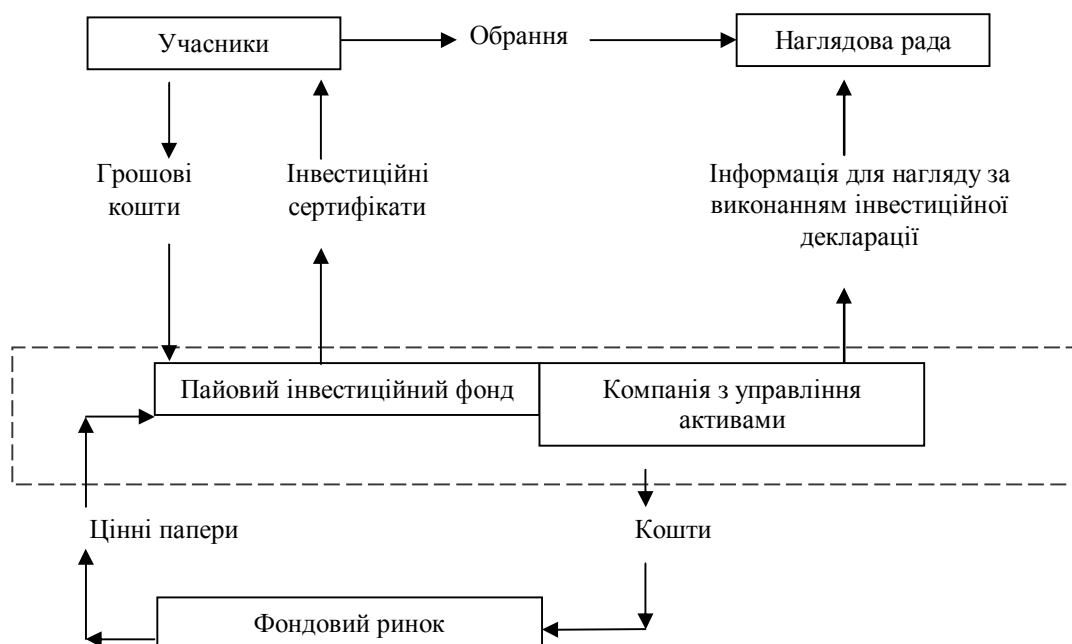 Учасники
Обрання
Наглядова рада
Грошові
кошти
Інвестиційні
сертифікати
Інформація для нагляду за
виконанням інвестиційної
декларації
Пайовий інвестиційний фонд
Компанія з управління
активами
Цінні папери
Кошти
Фондовий ринок